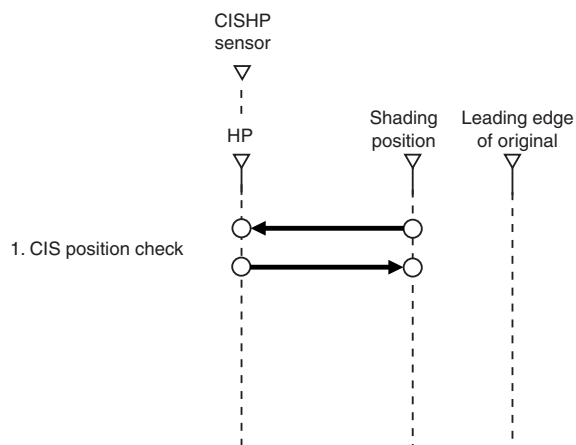 CISHP
sensor
HP
Shading
position
Leading edge
of original
1. CIS position check